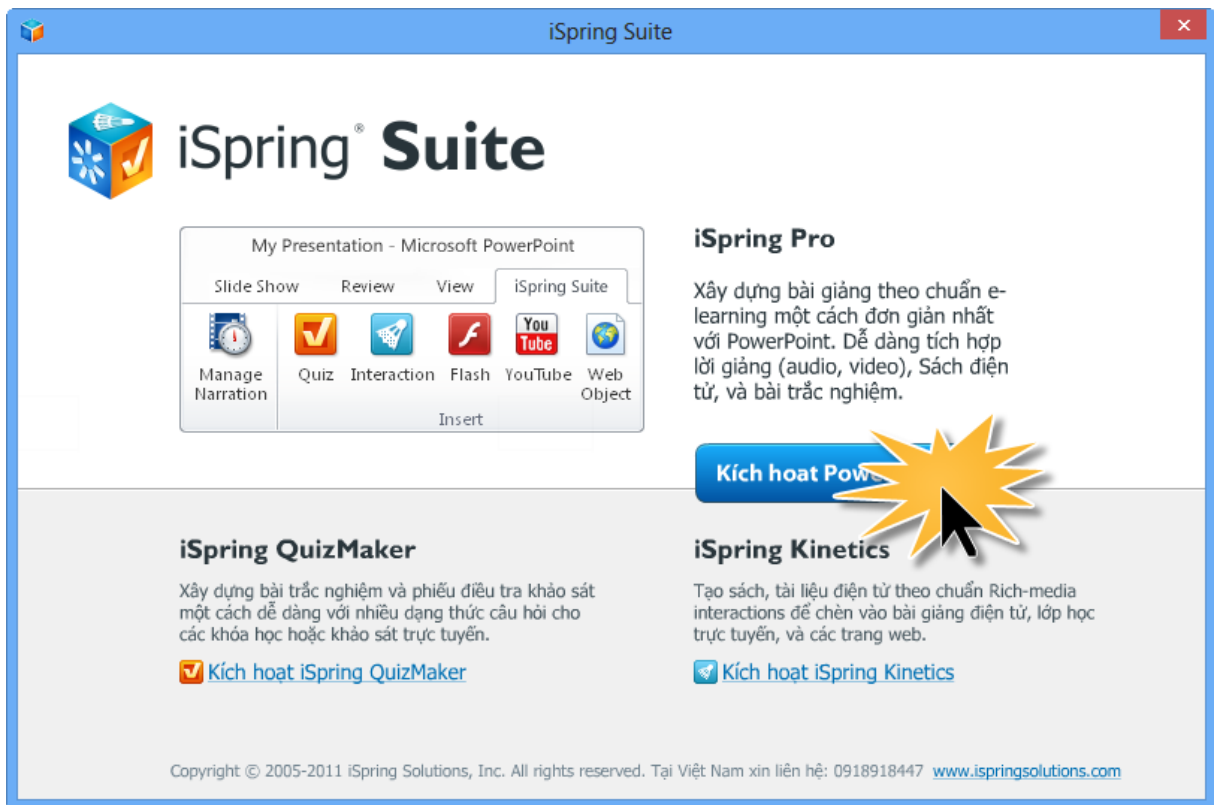 iSpring Suite
iSpring® Suite
My Presentation - Microsoft PowerPoint
Slide Show Review View iSpring Suite
You
Tube
Manage Quiz Interaction Flash YouTube Web
Narration Object
Insert
iSpring Pro
Xây dựng bài giảng theo chuẩn e-
learning một cách đơn giản nhất
với PowerPoint. Dễ dàng tích hợp
lời giảng (audio, video), Sách điện
tử, và bài trắc nghiệm.
Kích hoat Powe
iSpring QuizMaker
Xây dựng bài trắc nghiệm và phiếu điều tra khảo sát
một cách dễ dàng với nhiều dạng thức câu hỏi cho
các khóa học hoặc khảo sát trực tuyến.
Kích hoạt iSpring QuizMaker
iSpring Kinetics
Tạo sách, tài liệu điện tử theo chuẩn Rich-media
interactions để chèn vào bài giảng điện tử, lớp học
trực tuyến, và các trang web.
Kích hoạt iSpring Kinetics
Copyright © 2005-2011 iSpring Solutions, Inc. All rights reserved. Tại Việt Nam xin liên hệ: 0918918447 www.ispringsolutions.com